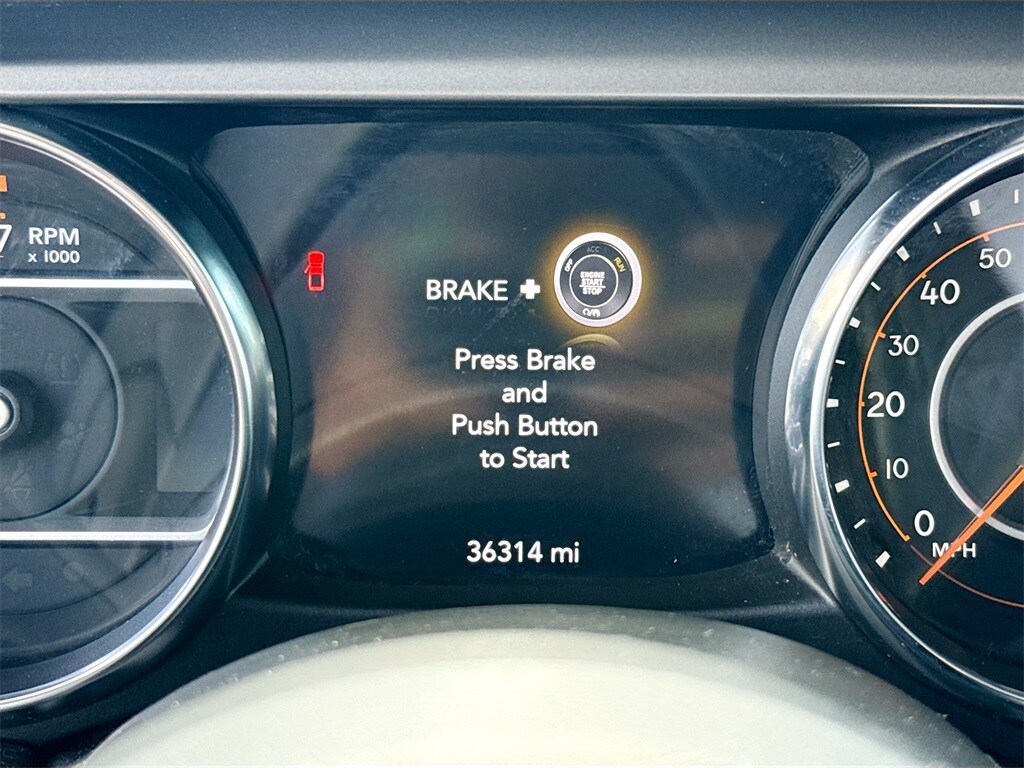 7 RPM
x 1000
BRAKE +
OFF ACC RUN
ENGINE
START
STOP
Press Brake
and
Push Button
to Start
36314 mi
50
40
30
20
10
0
MPH